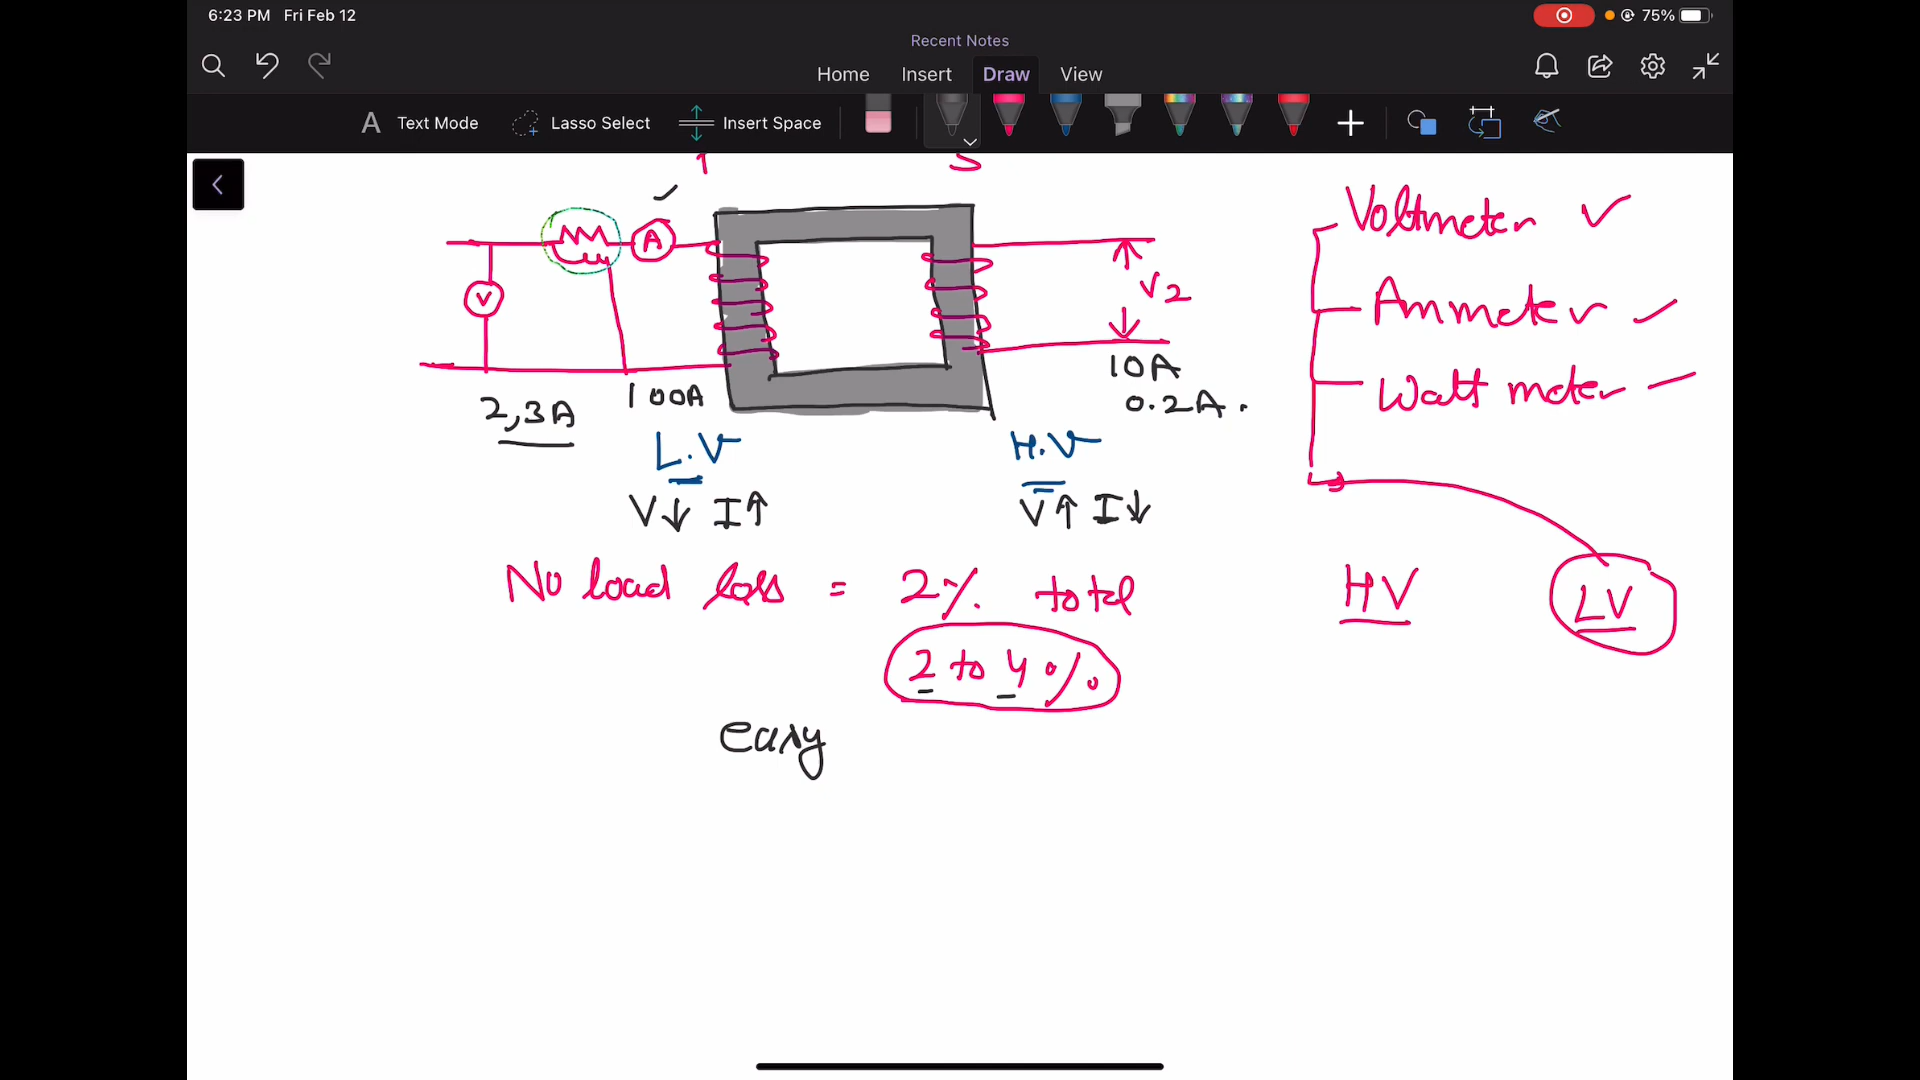 6:23 PM Fri Feb 12
75%
Recent Notes
Home Insert Draw View
A Text Mode Lasso Select Insert Space
S
Voltmeter
A
V
V2
Ammeter
10A
100A
2,3A
0.2A.
Watt meter
L.V
H.V
V↓ I↑
V↑ I↓
No load loss = 2% total
HV
LV
2 to 4%
easy